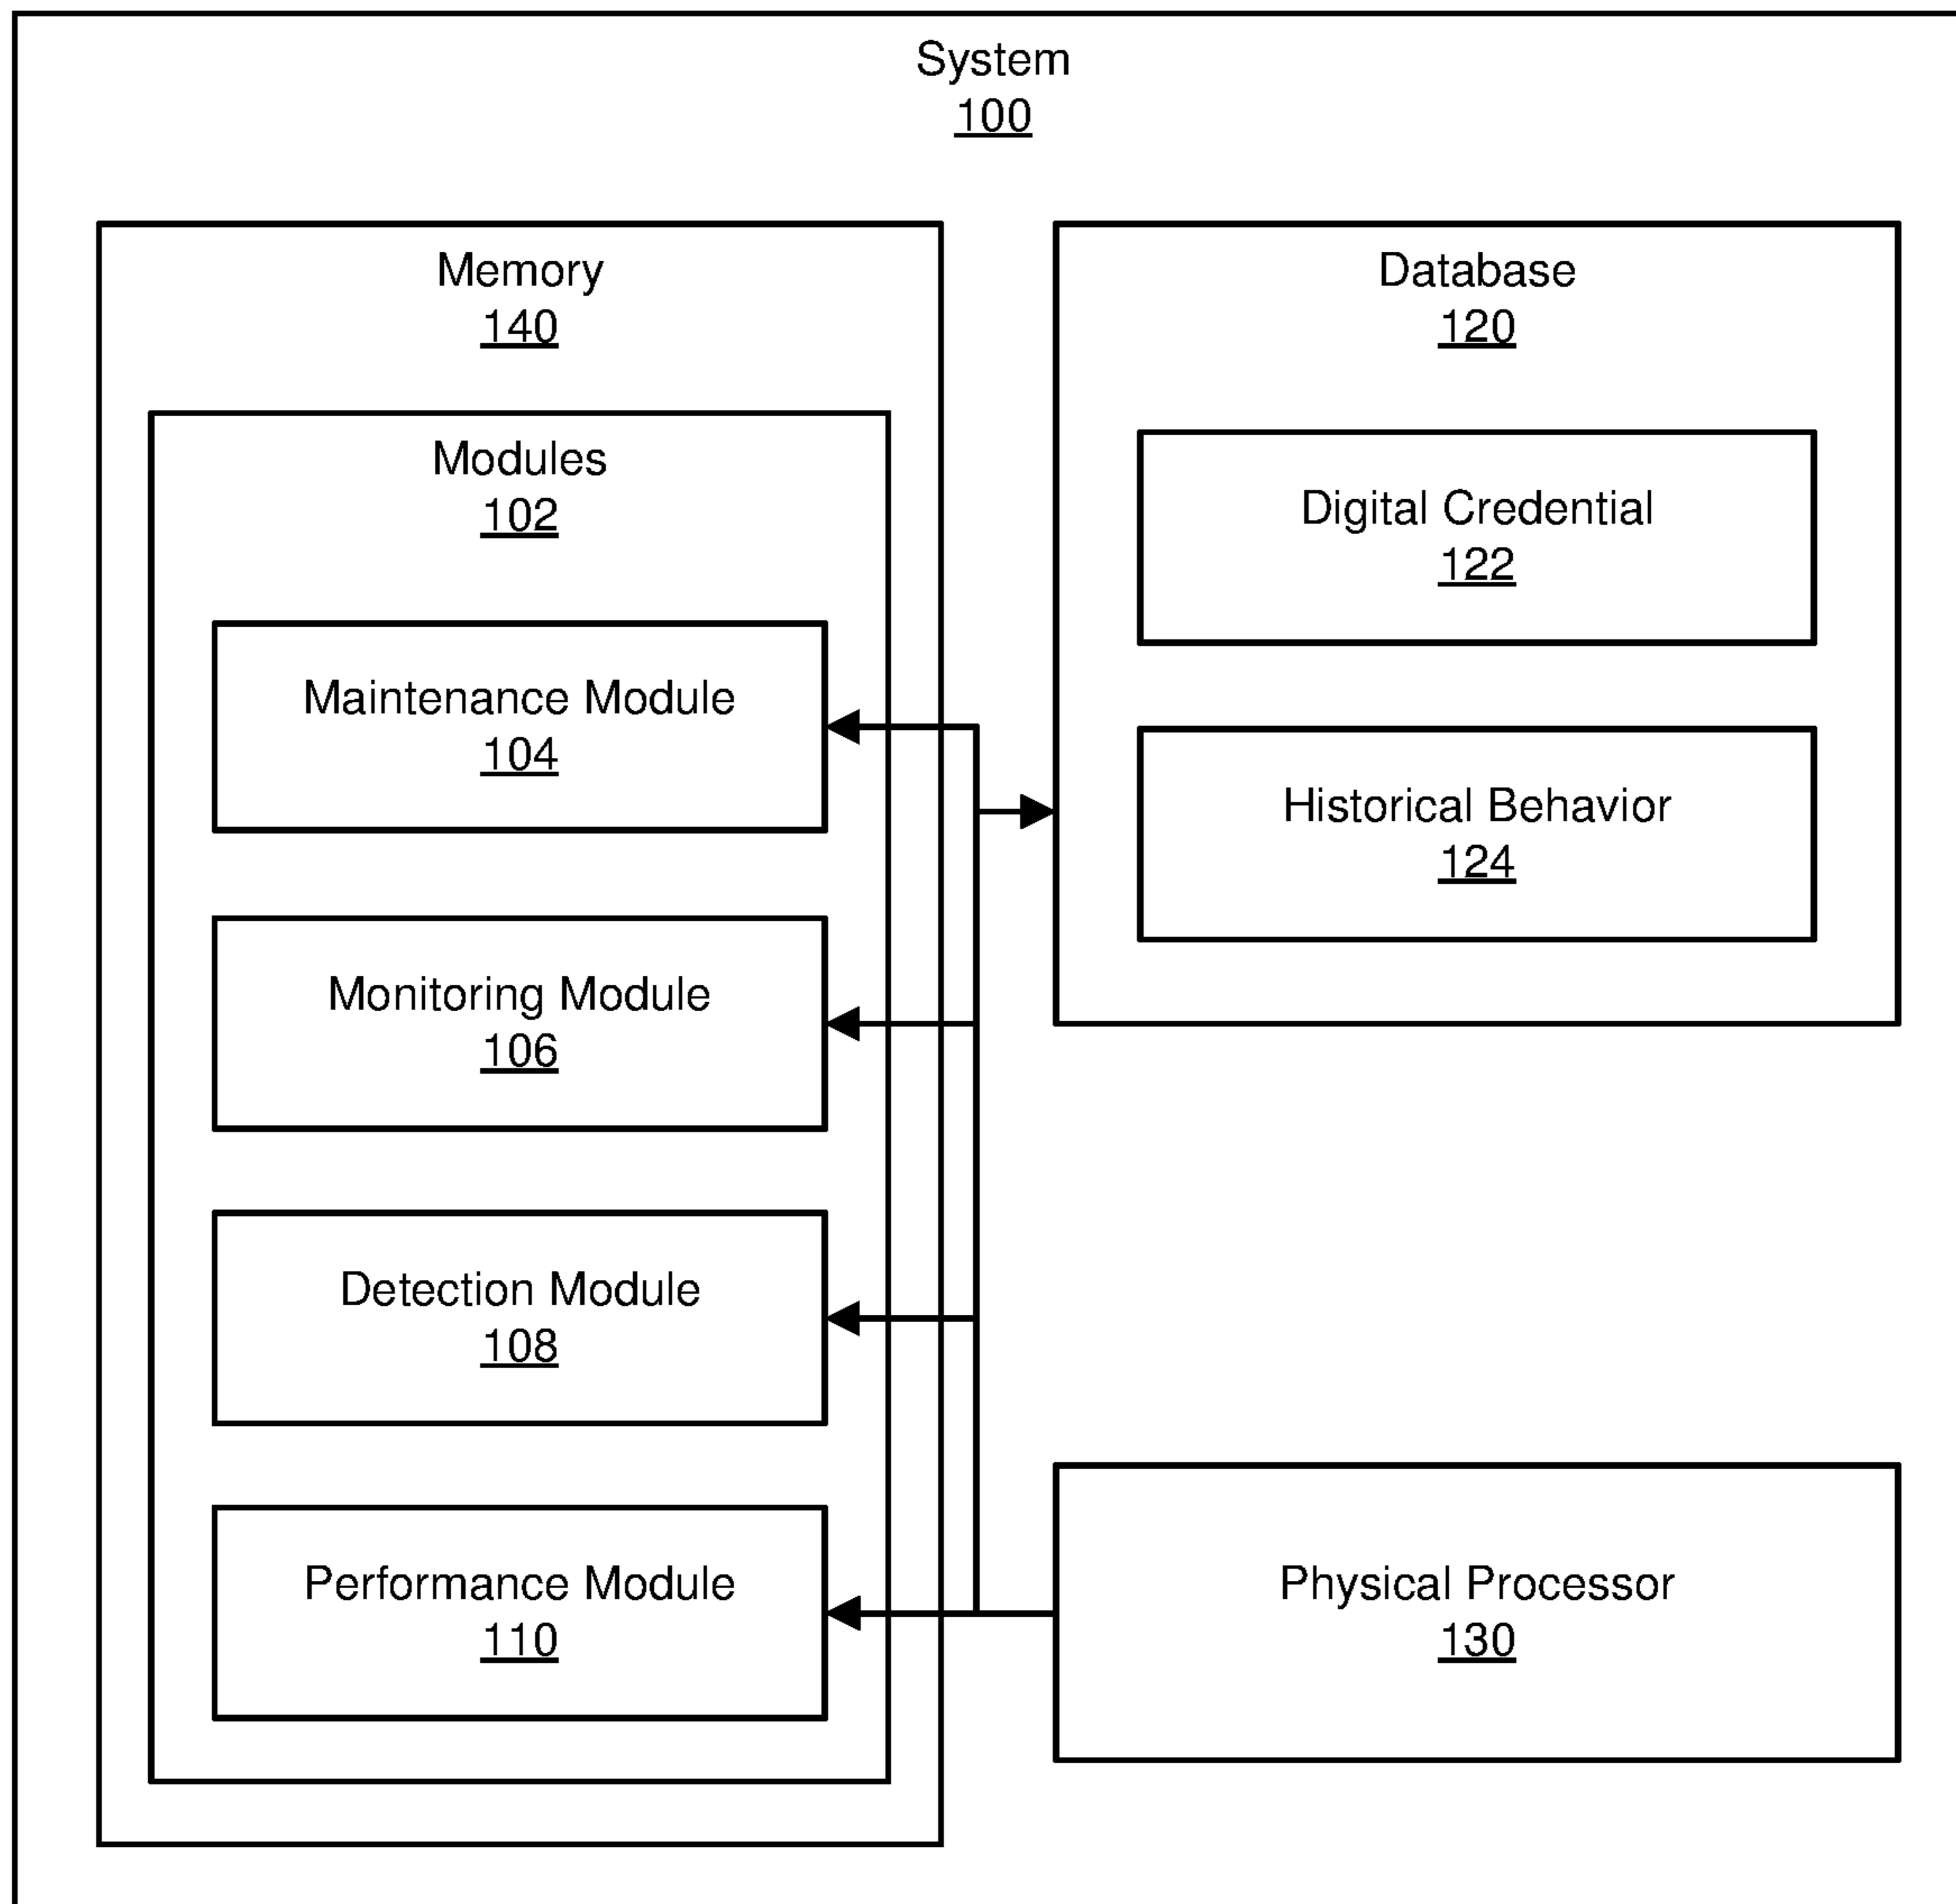 System
100
Memory
140
Modules
102
Maintenance Module
104
Monitoring Module
106
Detection Module
108
Performance Module
110
Database
120
Digital Credential
122
Historical Behavior
124
Physical Processor
130